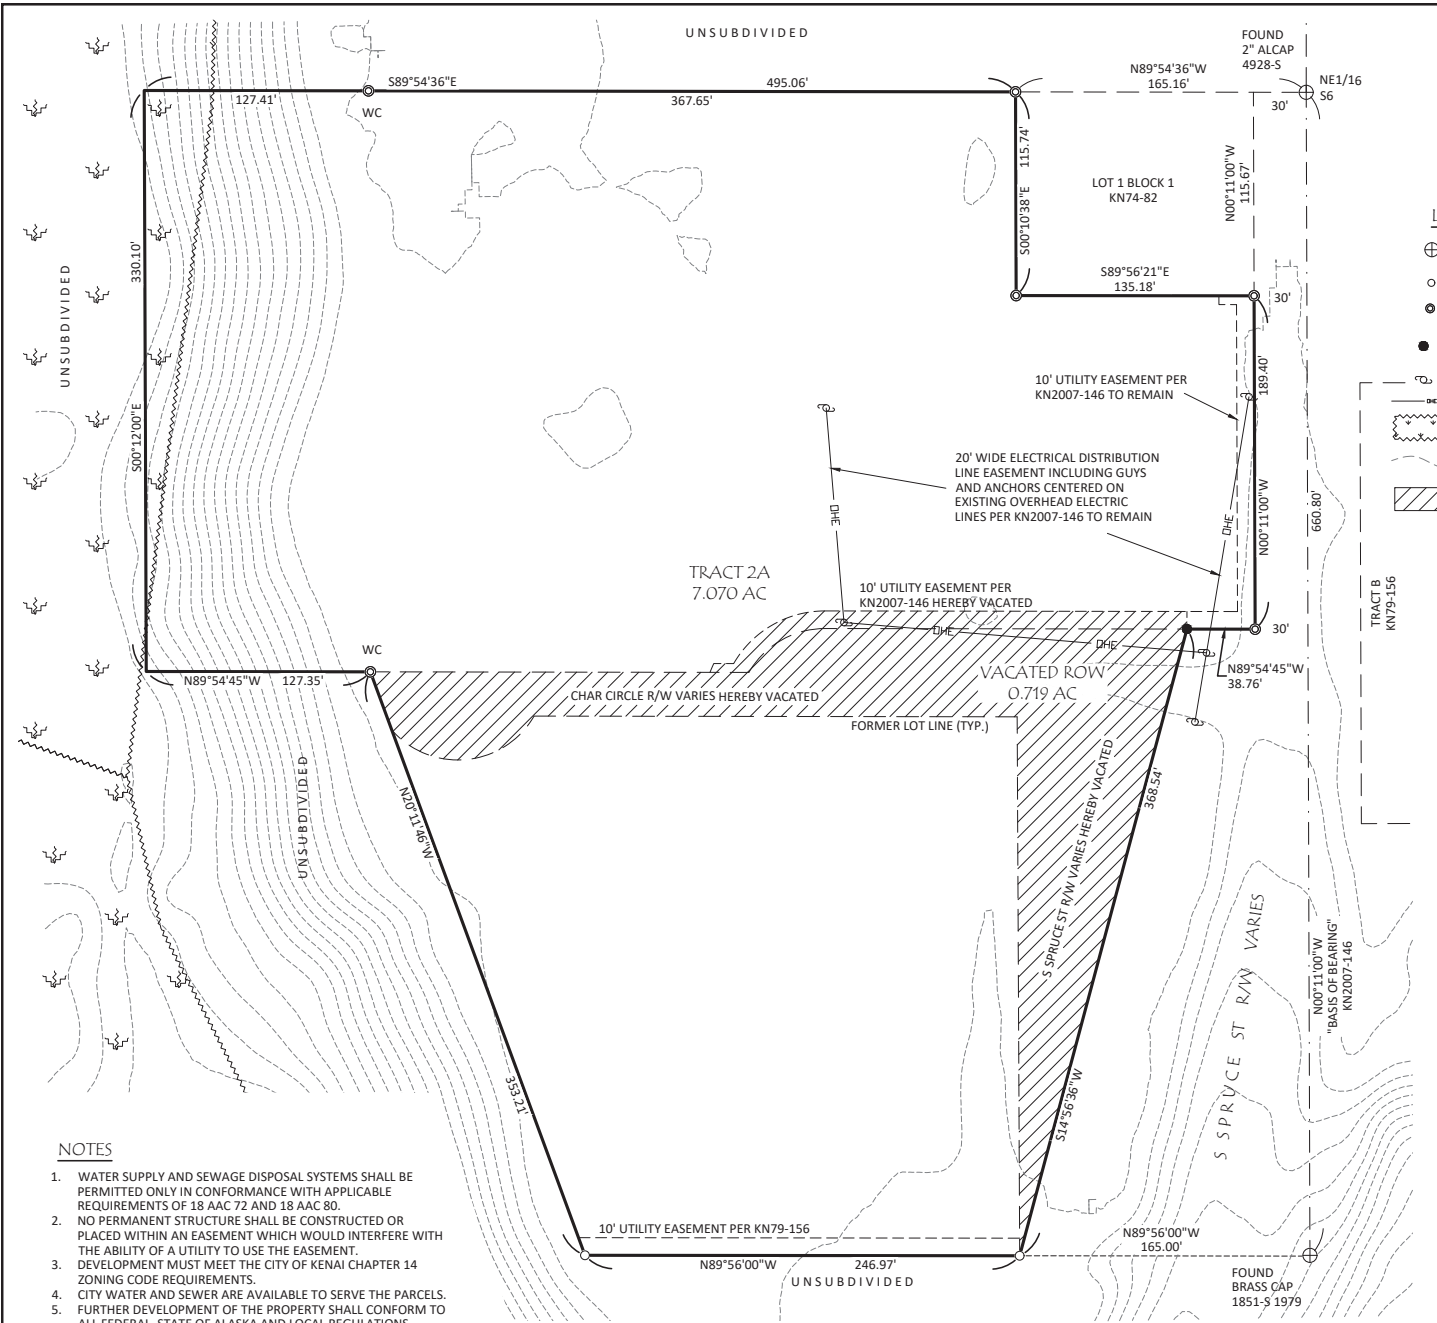 UNSUBDIVIDED
FOUND
2" ALCAP
4928-S
S89°54'36"E
495.06'
N89°54'36"W
165.16'
NE1/16
S6
127.41'
367.65'
30'
WC
115.74'
S00°10'38"E
LOT 1 BLOCK 1
KN74-82
N00°11'00"W
115.67'
330.10'
UNSUBDIVIDED
S89°56'21"E
135.18'
30'
S00°12'00"E
10' UTILITY EASEMENT PER
KN2007-146 TO REMAIN
189.40'
20' WIDE ELECTRICAL DISTRIBUTION
LINE EASEMENT INCLUDING GUYS
AND ANCHORS CENTERED ON
EXISTING OVERHEAD ELECTRIC
LINES PER KN2007-146 TO REMAIN
OHE
OHE
N00°11'00"W
660.80'
TRACT B
KN79-156
TRACT 2A
7.070 AC
10' UTILITY EASEMENT PER
KN2007-146 HEREBY VACATED
OHE
OHE
30'
WC
N89°54'45"W
127.35'
VACATED ROW
0.719 AC
N89°54'45"W
38.76'
CHAR CIRCLE R/W VARIES HEREBY VACATED
FORMER LOT LINE (TYP.)
UNSUBDIVIDED
N20°11'46"W
353.21'
S SPRUCE ST R/W VARIES HEREBY VACATED
368.54'
S14°56'36"W
S SPRUCE ST R/W VARIES
N00°11'00"W
"BASIS OF BEARING"
KN2007-146
NOTES
1. WATER SUPPLY AND SEWAGE DISPOSAL SYSTEMS SHALL BE
PERMITTED ONLY IN CONFORMANCE WITH APPLICABLE
REQUIREMENTS OF 18 AAC 72 AND 18 AAC 80.
2. NO PERMANENT STRUCTURE SHALL BE CONSTRUCTED OR
PLACED WITHIN AN EASEMENT WHICH WOULD INTERFERE WITH
THE ABILITY OF A UTILITY TO USE THE EASEMENT.
3. DEVELOPMENT MUST MEET THE CITY OF KENAI CHAPTER 14
ZONING CODE REQUIREMENTS.
4. CITY WATER AND SEWER ARE AVAILABLE TO SERVE THE PARCELS.
5. FURTHER DEVELOPMENT OF THE PROPERTY SHALL CONFORM TO
ALL FEDERAL, STATE OF ALASKA AND LOCAL REGULATIONS
10' UTILITY EASEMENT PER KN79-156
N89°56'00"W
246.97'
UNSUBDIVIDED
N89°56'00"W
165.00'
FOUND
BRASS CAP
1851-S 1979